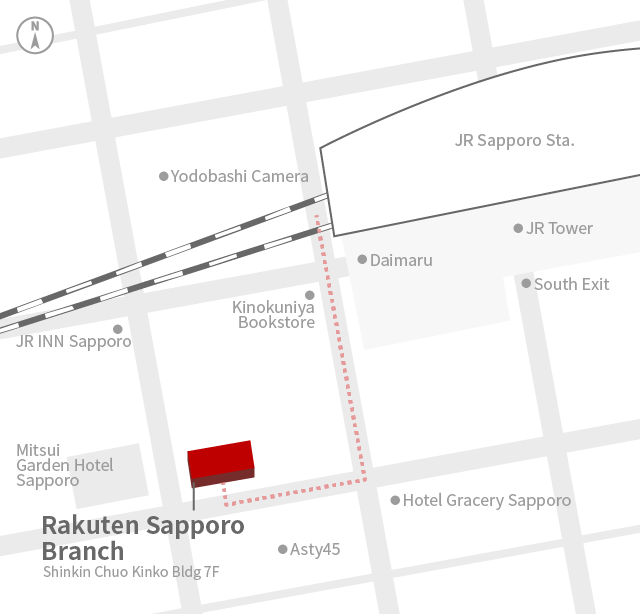 N
JR Sapporo Sta.
Yodobashi Camera
JR Tower
Daimaru
South Exit
Kinokuniya
Bookstore
JR INN Sapporo
Mitsui
Garden Hotel
Sapporo
Hotel Gracery Sapporo
Rakuten Sapporo
Branch
Shinkin Chuo Kinko Bldg 7F
Asty45